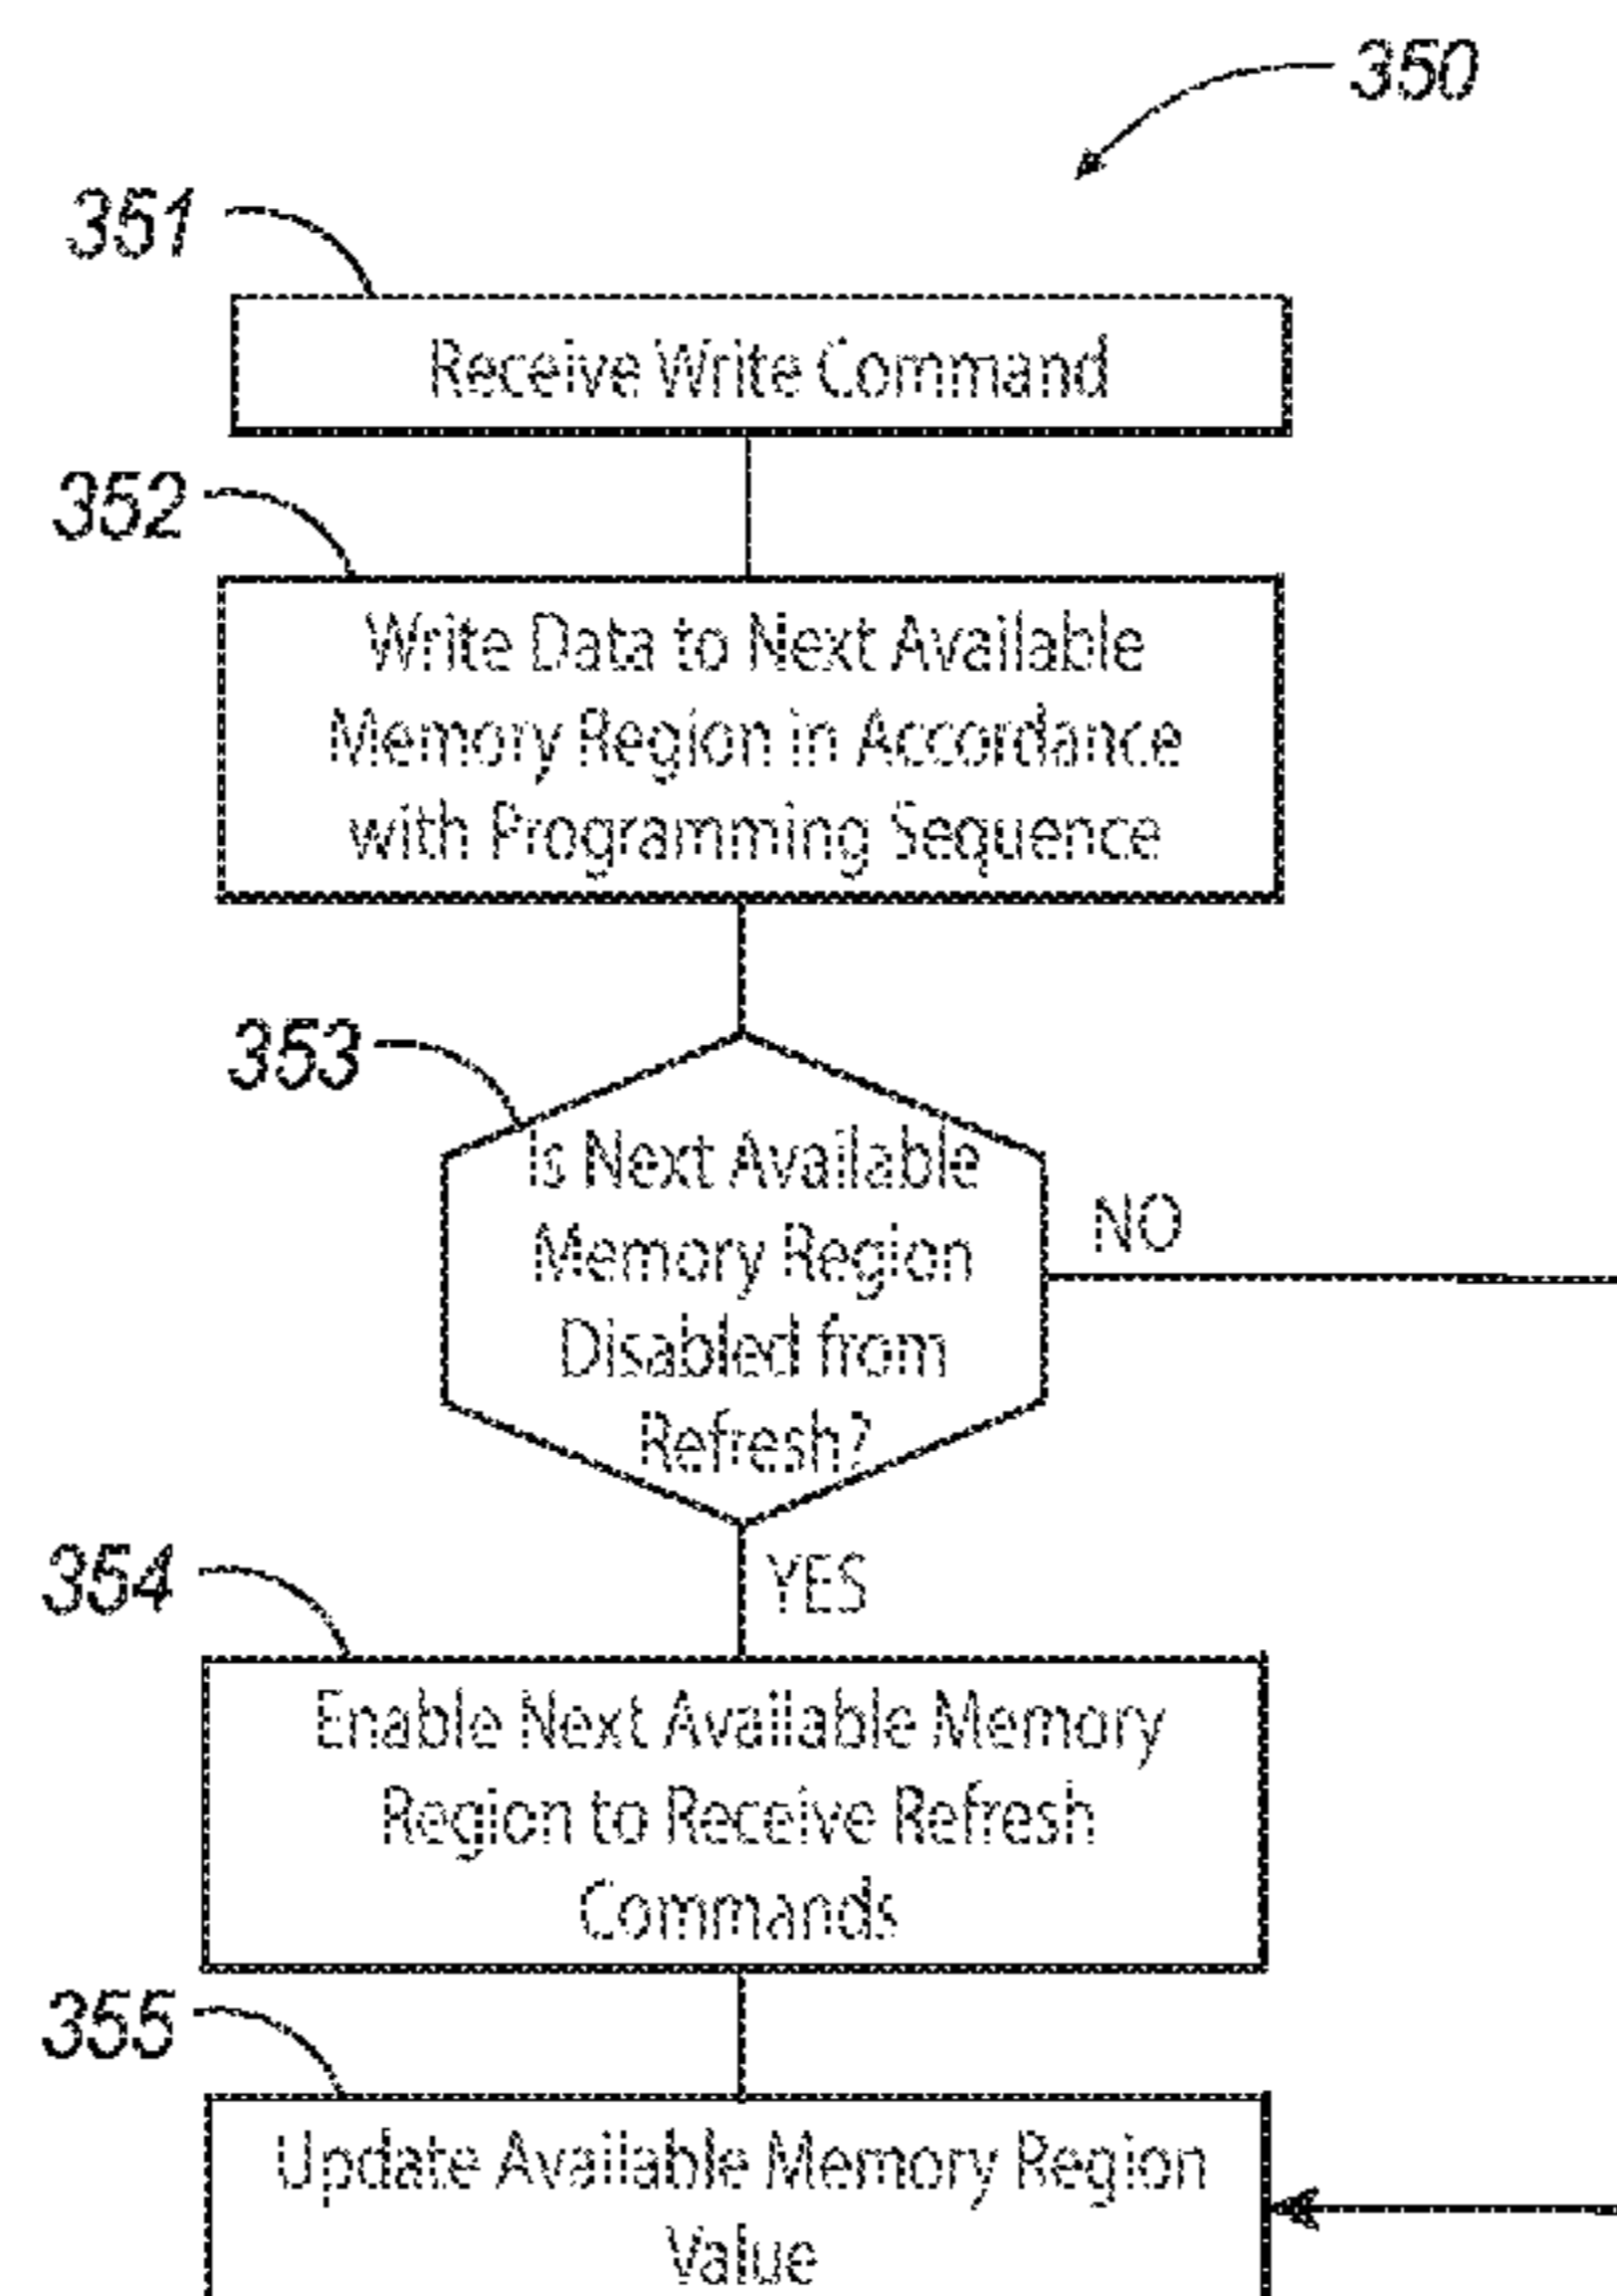 350
351
Receive Write Command
352
Write Data to Next Available
Memory Region in Accordance
with Programming Sequence
353
Is Next Available
Memory Region
Disabled from
Refresh?
NO
YES
354
Enable Next Available Memory
Region to Receive Refresh
Commands
355
Update Available Memory Region
Value